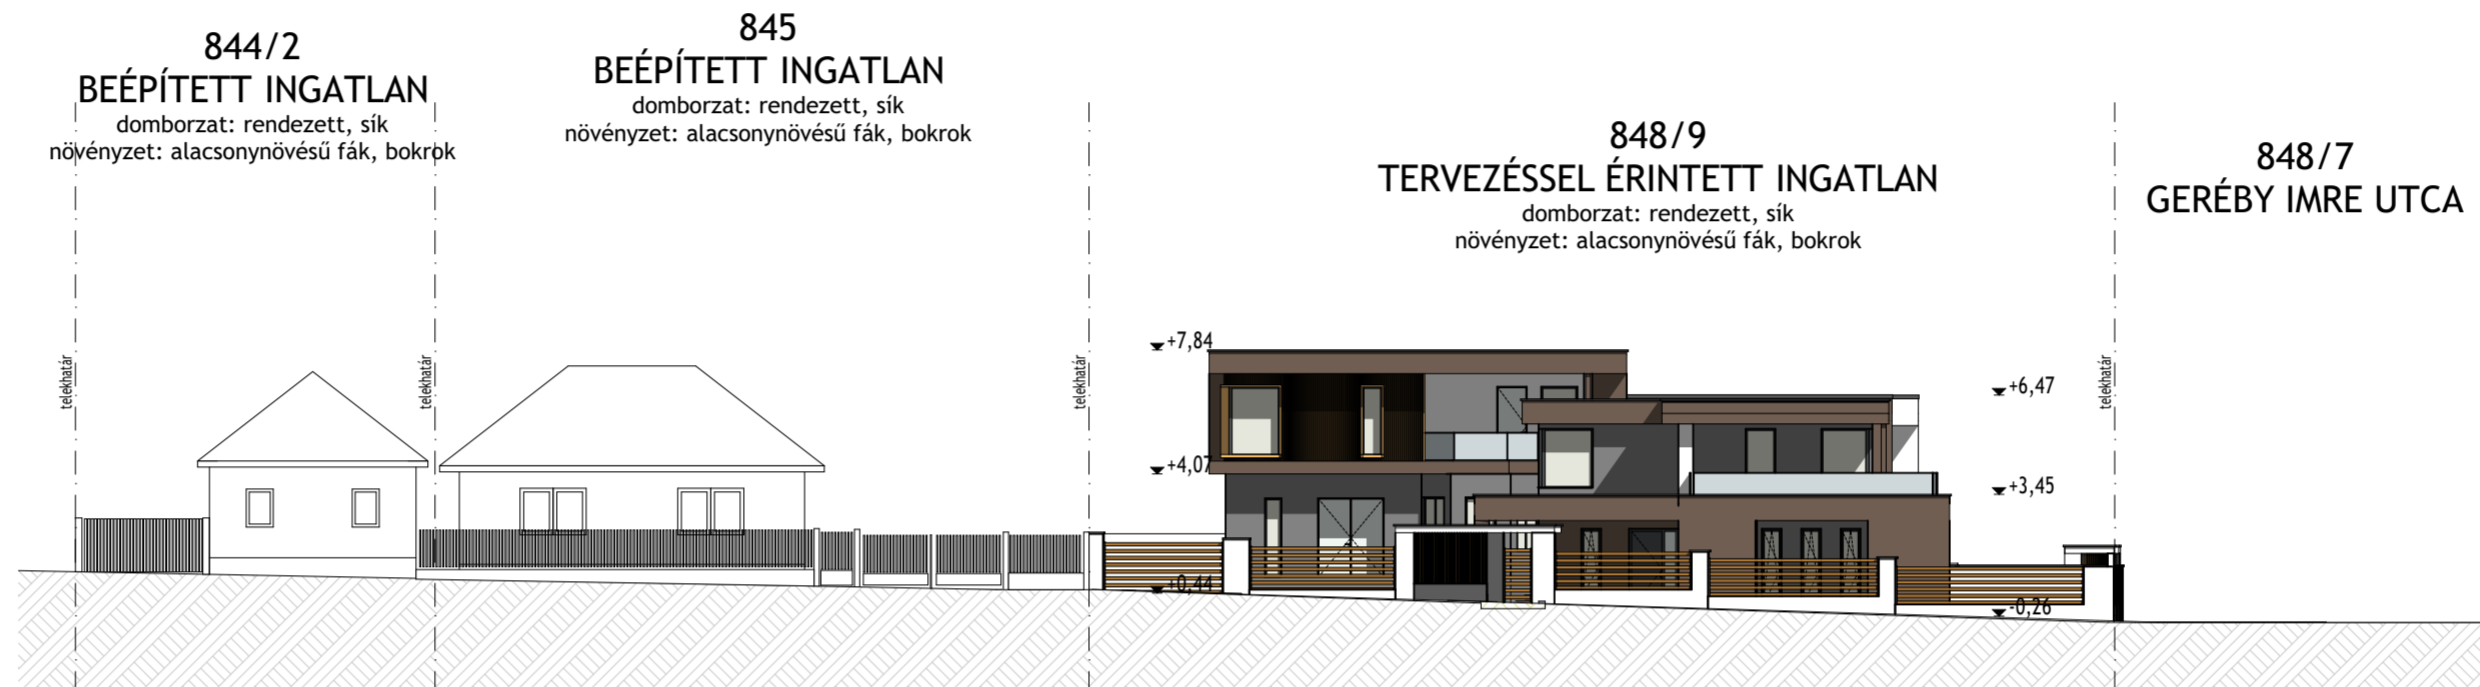 844/2
BEÉPÍTETT INGATLAN
domborzat: rendezett, sík
növényzet: alacsonynövésű fák, bokrok
845
BEÉPÍTETT INGATLAN
domborzat: rendezett, sík
növényzet: alacsonynövésű fák, bokrok
848/9
TERVEZÉSSEL ÉRINTETT INGATLAN
domborzat: rendezett, sík
növényzet: alacsonynövésű fák, bokrok
848/7
GERÉBY IMRE UTCA
telekhatár
telekhatár
telekhatár
telekhatár
+7,84
+4,07
+0,44
+6,47
+3,45
-0,26